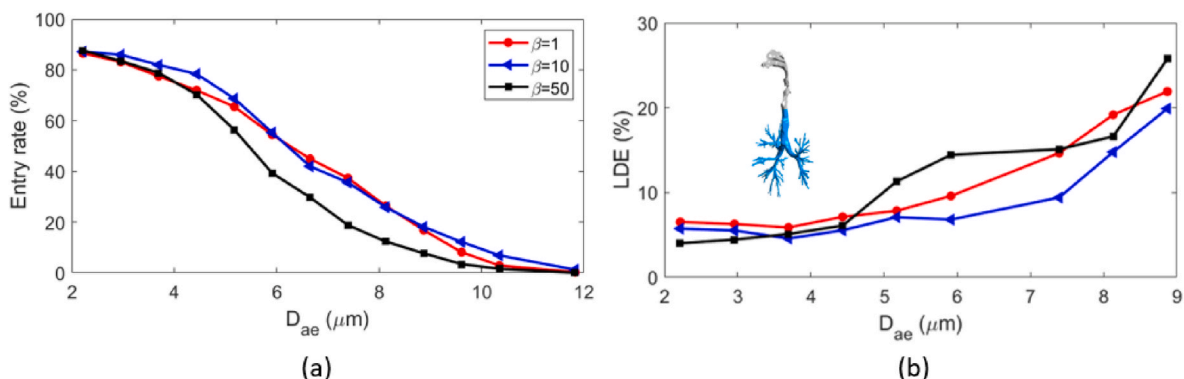 100
80
60
40
20
0
Entry rate (%)
β=1
β=10
β=50
2 4 6 8 10 12
D_ae (μm)
(a)
30
20
10
0
LDE (%)
2 3 4 5 6 7 8 9
D_ae (μm)
(b)